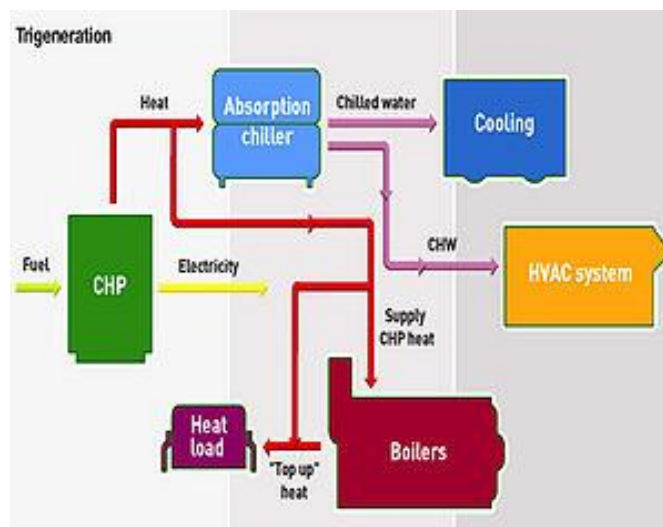 Trigeneration
Heat
Absorption
chiller
Chilled water
Cooling
Fuel
CHP
Electricity
CHW
HVAC system
Supply
CHP heat
Heat
load
"Top up"
heat
Boilers